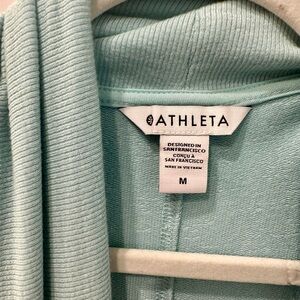 ATHLETA
DESIGNED IN
SAN FRANCISCO
CONÇU À
SAN FRANCISCO
MADE IN VIETNAM
M